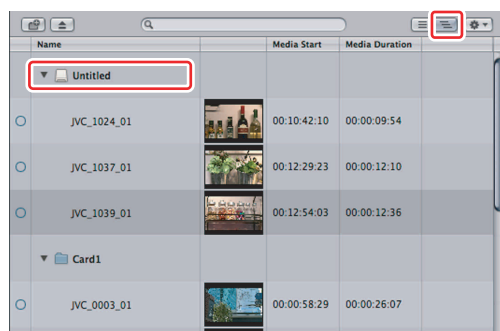 Name Media Start Media Duration
Untitled
JVC_1024_01 00:10:42:10 00:00:09:54
JVC_1037_01 00:12:29:23 00:00:12:10
JVC_1039_01 00:12:54:03 00:00:12:36
Card1
JVC_0003_01 00:00:58:29 00:00:26:07